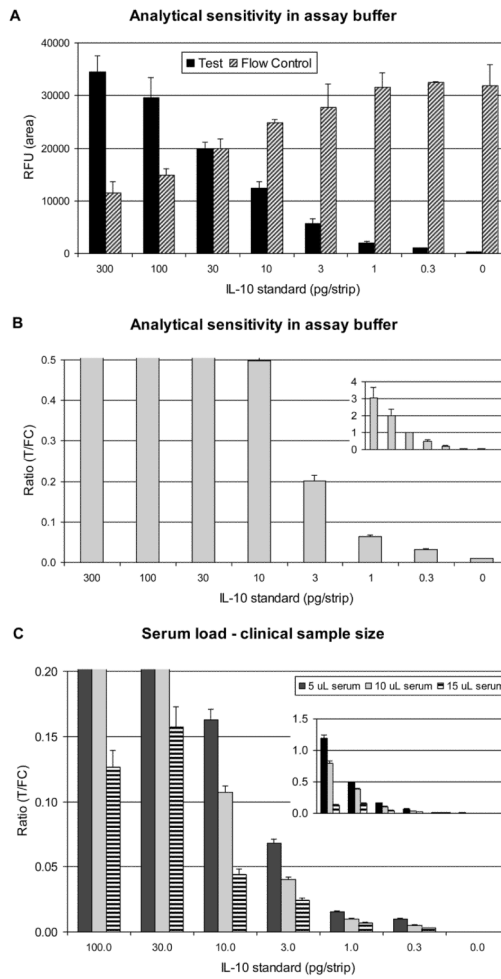 A
Analytical sensitivity in assay buffer
Test Flow Control
40000
30000
20000
10000
0
RFU (area)
300 100 30 10 3 1 0.3 0
IL-10 standard (pg/strip)
B
Analytical sensitivity in assay buffer
0.5
0.4
0.3
0.2
0.1
0.0
Ratio (T/FC)
4
3
2
1
0
300 100 30 10 3 1 0.3 0
IL-10 standard (pg/strip)
C
Serum load - clinical sample size
5 uL serum 10 uL serum 15 uL serum
0.20
0.15
0.10
0.05
0.00
Ratio (T/FC)
1.5
1.0
0.5
0.0
100.0 30.0 10.0 3.0 1.0 0.3 0.0
IL-10 standard (pg/strip)